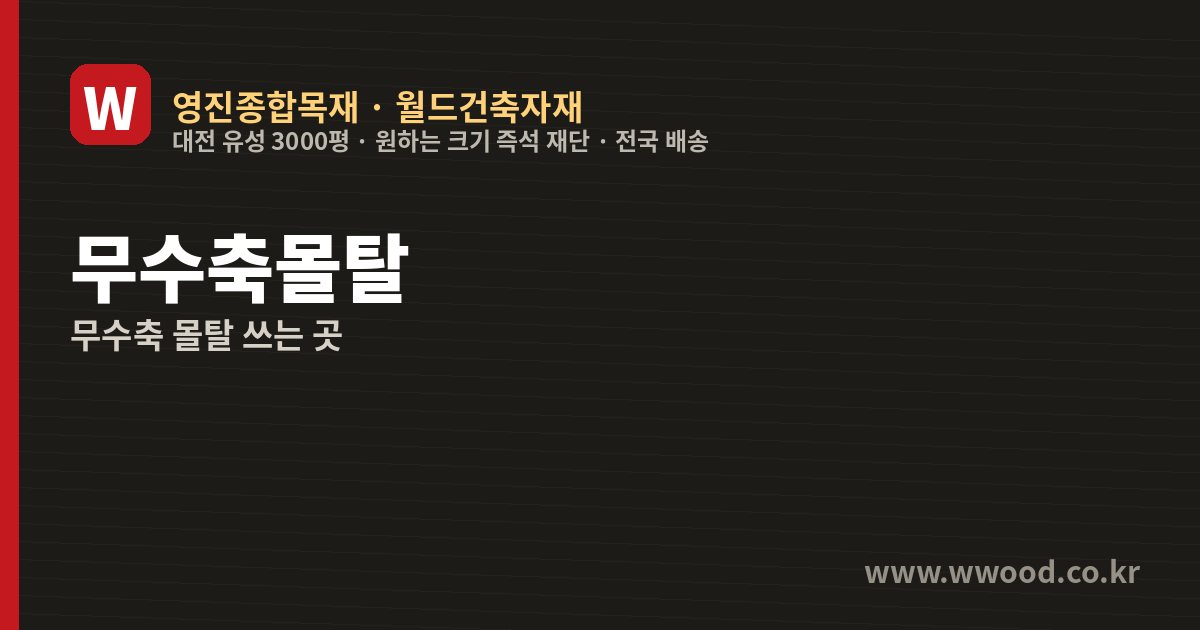 W
영진종합목재 · 월드건축자재
대전 유성 3000평 · 원하는 크기 즉석 재단 · 전국 배송
무수축몰탈
무수축 몰탈 쓰는 곳
www.wwood.co.kr